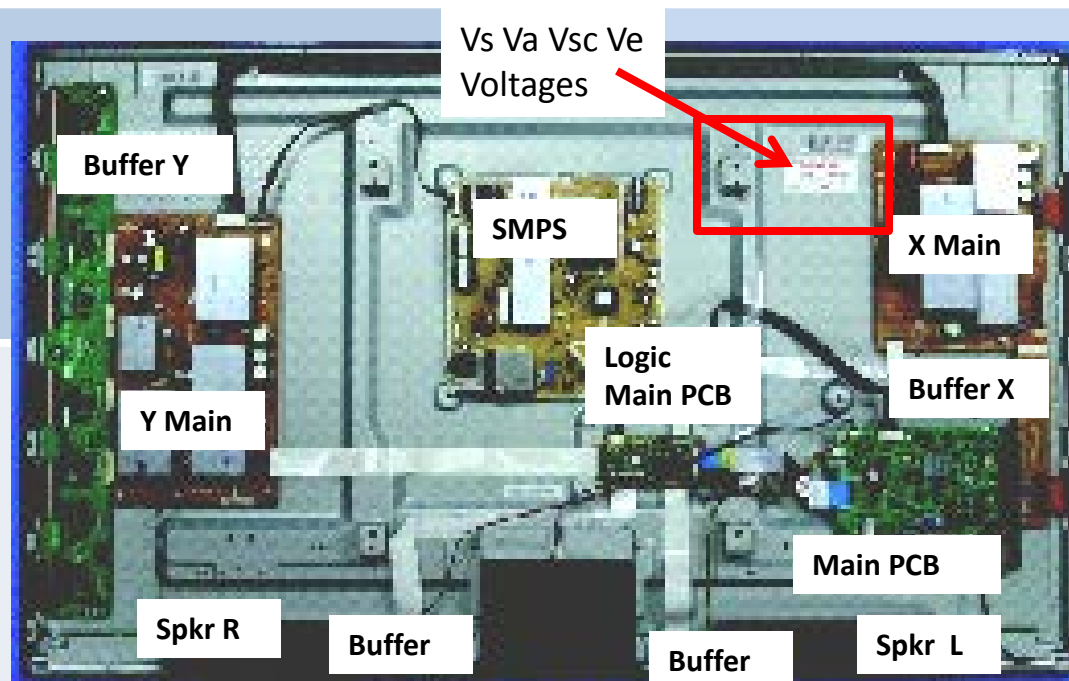 Vs Va Vsc Ve
Voltages
Buffer Y
SMPS
X Main
Logic
Main PCB
Buffer X
Y Main
Main PCB
Spkr R
Buffer
Buffer
Spkr L